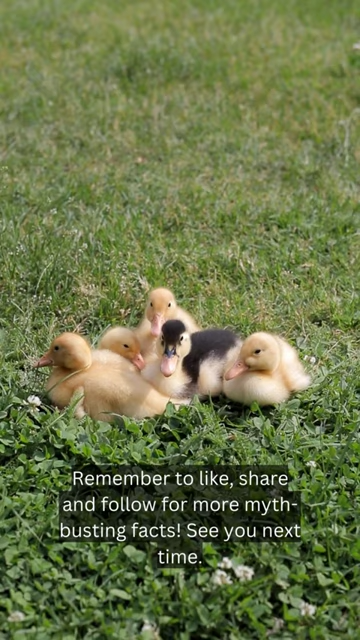 Remember to like, share
and follow for more myth-
busting facts! See you next
time.